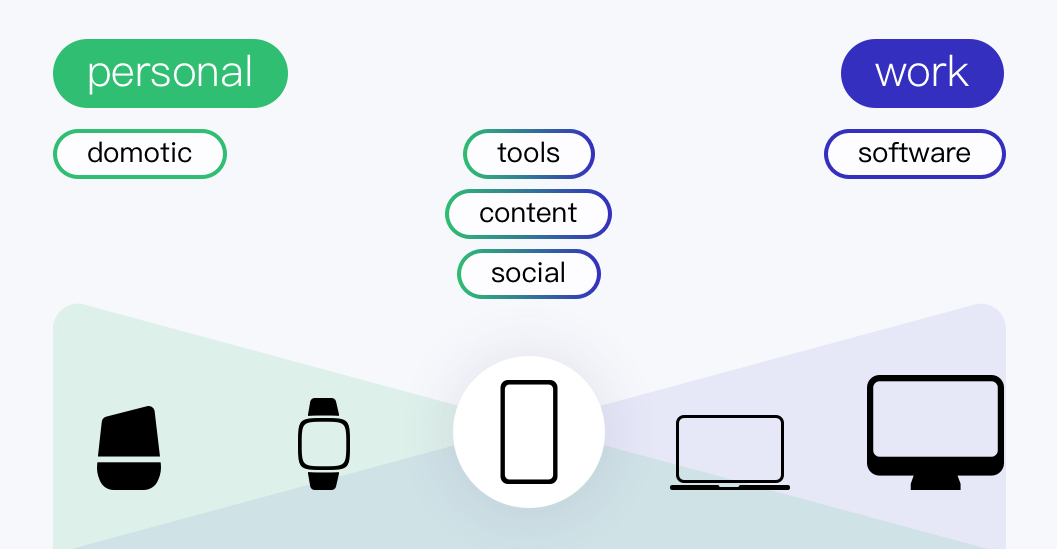 personal
work
domotic
tools
software
content
social